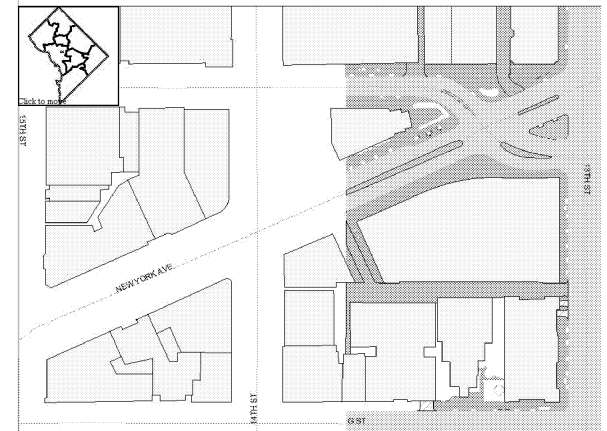 Click to move
15TH ST
13TH ST
NEW YORK AVE
14TH ST
G ST